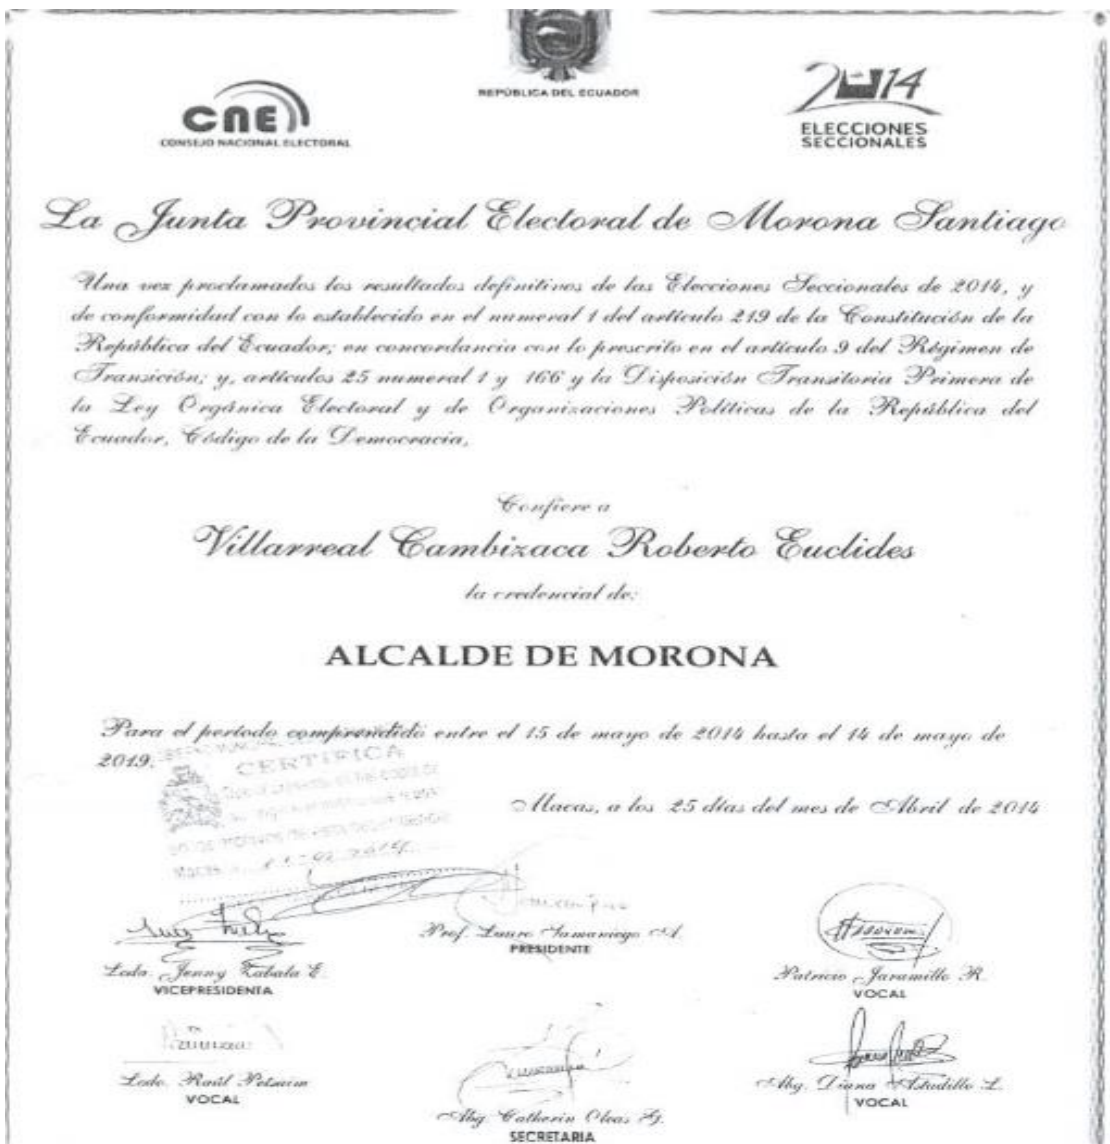 REPÚBLICA DEL ECUADOR
CNE
CONSEJO NACIONAL ELECTORAL
2014
ELECCIONES
SECCIONALES
La Junta Provincial Electoral de Morona Santiago
Una vez proclamados los resultados definitivos de las Elecciones Seccionales de 2014, y
de conformidad con lo establecido en el numeral 1 del artículo 219 de la Constitución de la
República del Ecuador; en concordancia con lo prescrito en el artículo 9 del Régimen de
Transición; y, artículos 25 numeral 1 y 166 y la Disposición Transitoria Primera de
la Ley Orgánica Electoral y de Organizaciones Políticas de la República del
Ecuador, Código de la Democracia,
Confiere a
Villarreal Cambizaca Roberto Euclides
la credencial de:
ALCALDE DE MORONA
Para el período comprendido entre el 15 de mayo de 2014 hasta el 14 de mayo de
2019.
CERTIFICA
Macas, a los 25 días del mes de Abril de 2014
Prof. Lauro Samaniego A.
PRESIDENTE
Lcda. Jenny Zabala E.
VICEPRESIDENTA
Patricio Jaramillo R.
VOCAL
Lcdo. Raúl
VOCAL
Abg. Diana Astudillo L.
VOCAL
Abg. Catherin Oleas G.
SECRETARIA